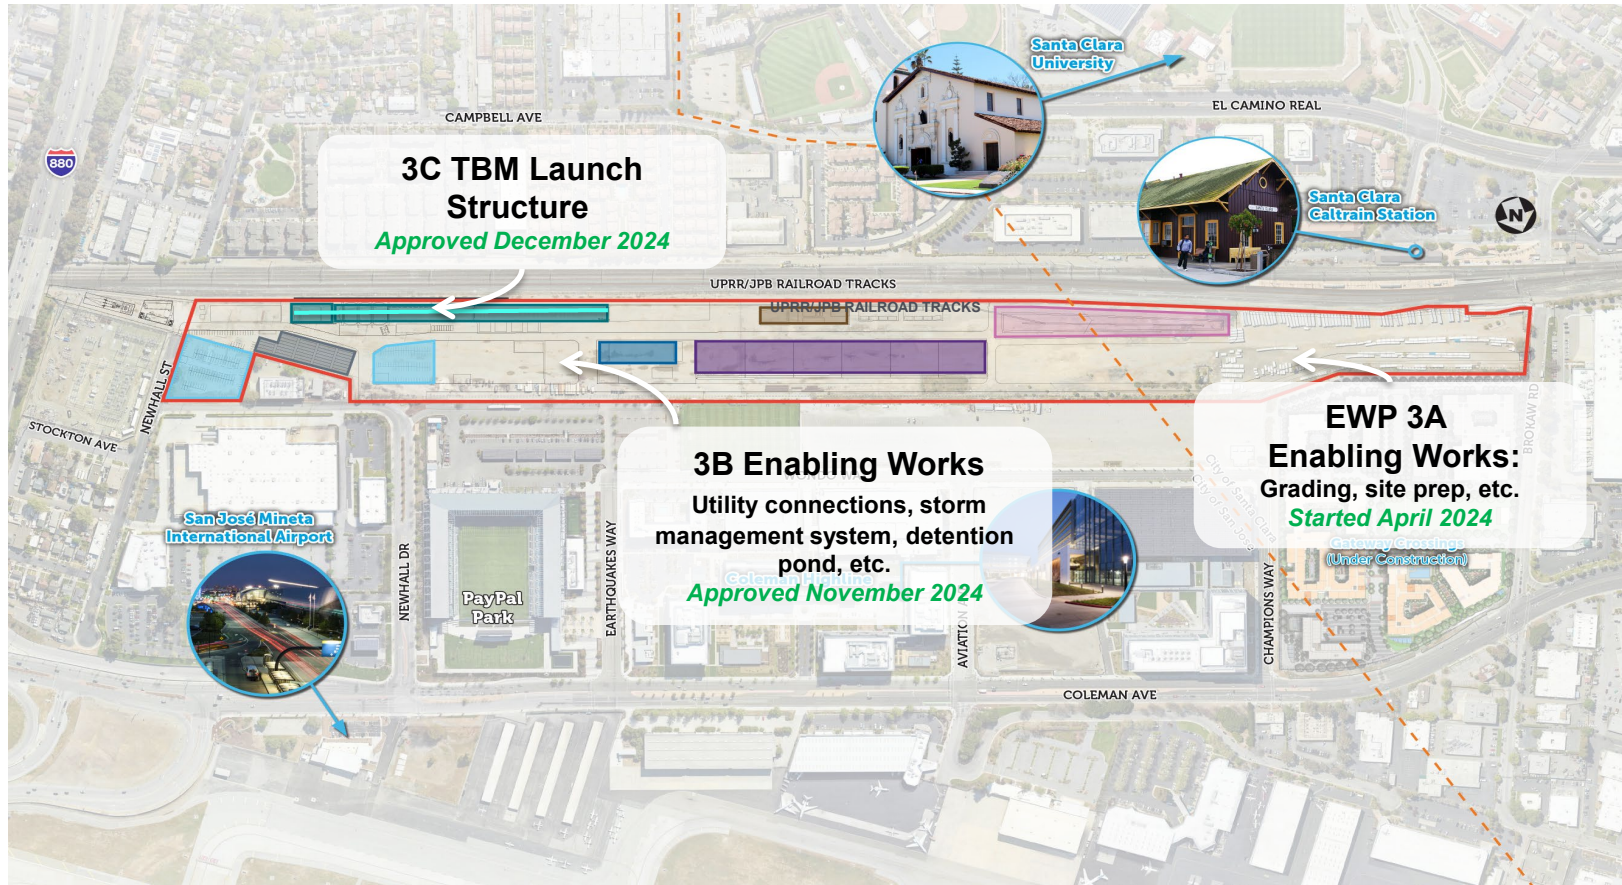 Santa Clara
University
EL CAMINO REAL
CAMPBELL AVE
880
3C TBM Launch
Structure
Approved December 2024
Santa Clara
Caltrain Station
N
UPRR/JPB RAILROAD TRACKS
UPRR/JPB RAILROAD TRACKS
NEWHALL ST
STOCKTON AVE
BROKAW RD
EWP 3A
Enabling Works:
Grading, site prep, etc.
Started April 2024
3B Enabling Works
Utility connections, storm
management system, detention
pond, etc.
Approved November 2024
City of Santa Clara
City of San José
Gateway Crossings
(Under Construction)
San José Mineta
International Airport
Coleman Highline
NEWHALL DR
PayPal
Park
EARTHQUAKES WAY
CHAMPIONS WAY
COLEMAN AVE